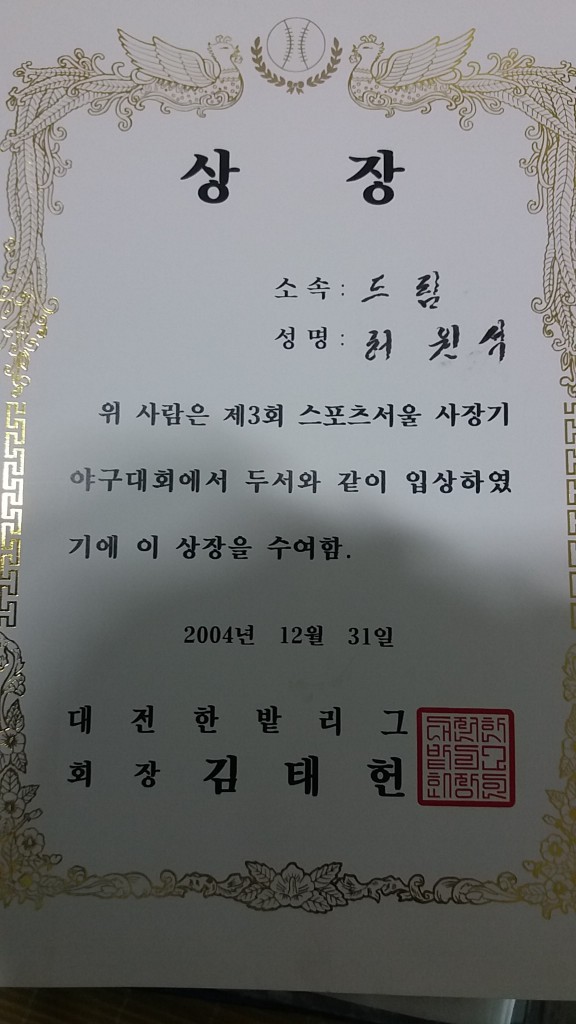 상 장
소속: 드림
성명: 허원석
위 사람은 제3회 스포츠서울 사장기
야구대회에서 두서와 같이 입상하였
기에 이 상장을 수여함.
2004년 12월 31일
대전한밭리그
회장 김태헌